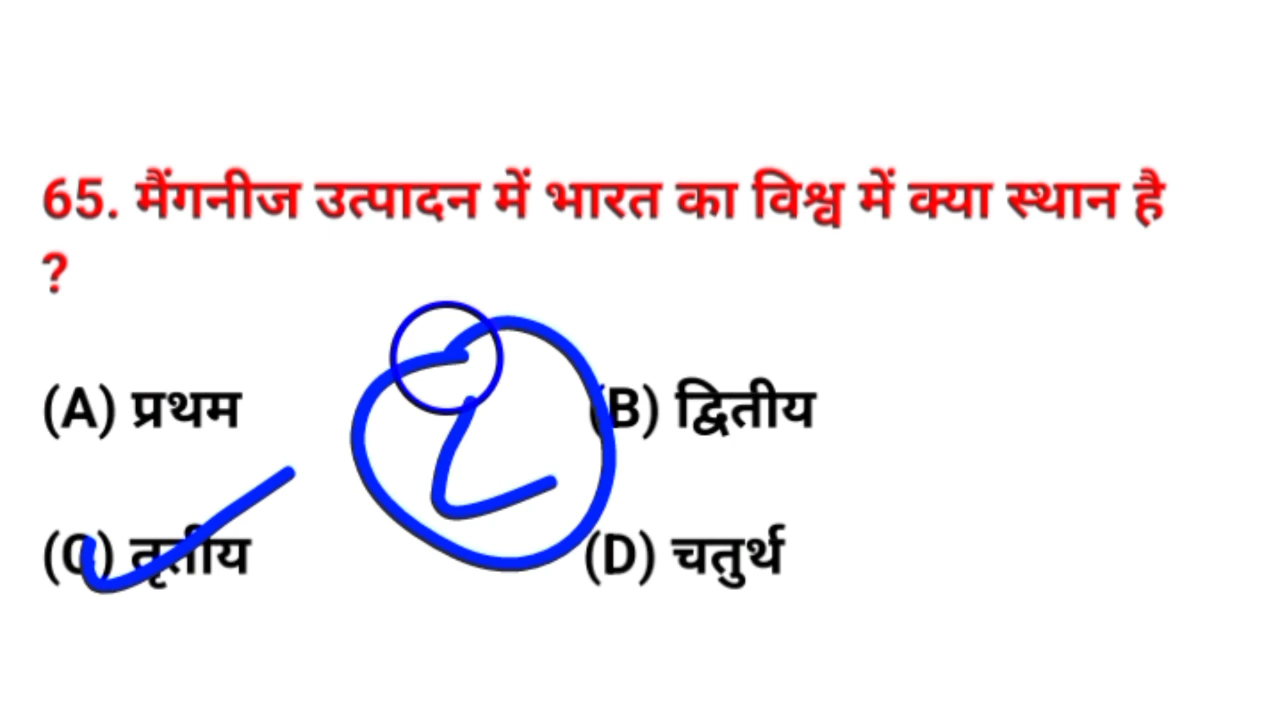 65. मैंगनीज उत्पादन में भारत का विश्व में क्या स्थान है
?
(A) प्रथम (B) द्वितीय
(C) तृतीय (D) चतुर्थ